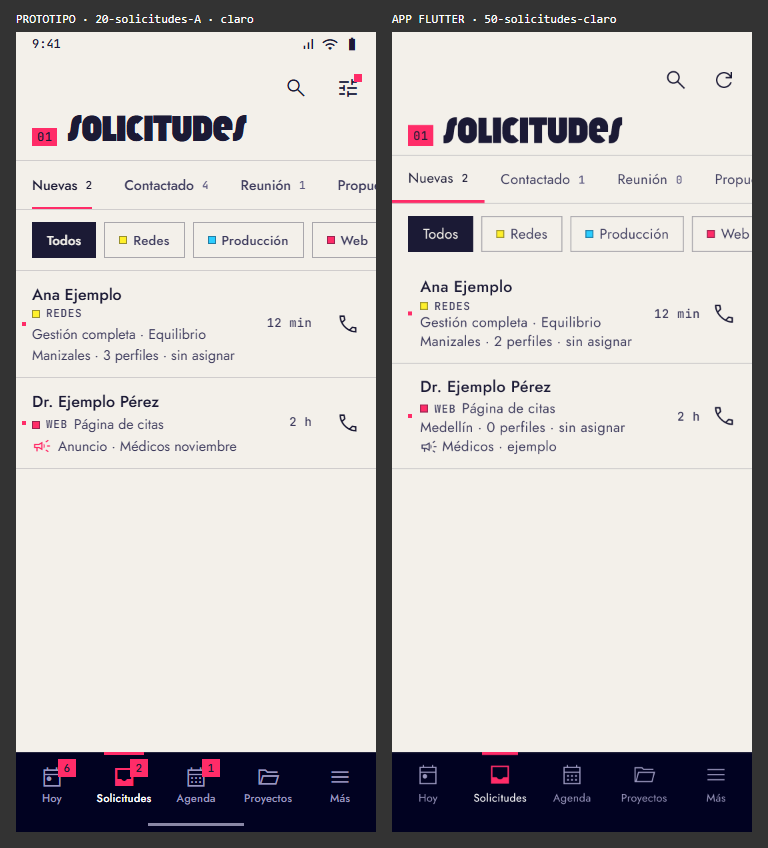 PROTOTIPO · 20-solicitudes-A · claro
9:41
01 SOLICITUDES
Nuevas 2 Contactado 4 Reunión 1 Propu
Todos Redes Producción Web
Ana Ejemplo
REDES
12 min
Gestión completa · Equilibrio
Manizales · 3 perfiles · sin asignar
Dr. Ejemplo Pérez
WEB Página de citas
2 h
Anuncio · Médicos noviembre
6 2 1
Hoy Solicitudes Agenda Proyectos Más
APP FLUTTER · 50-solicitudes-claro
01 SOLICITUDES
Nuevas 2 Contactado 1 Reunión 0 Propu
Todos Redes Producción Web
Ana Ejemplo
REDES
12 min
Gestión completa · Equilibrio
Manizales · 2 perfiles · sin asignar
Dr. Ejemplo Pérez
WEB Página de citas
2 h
Medellín · 0 perfiles · sin asignar
Médicos · ejemplo
Hoy Solicitudes Agenda Proyectos Más